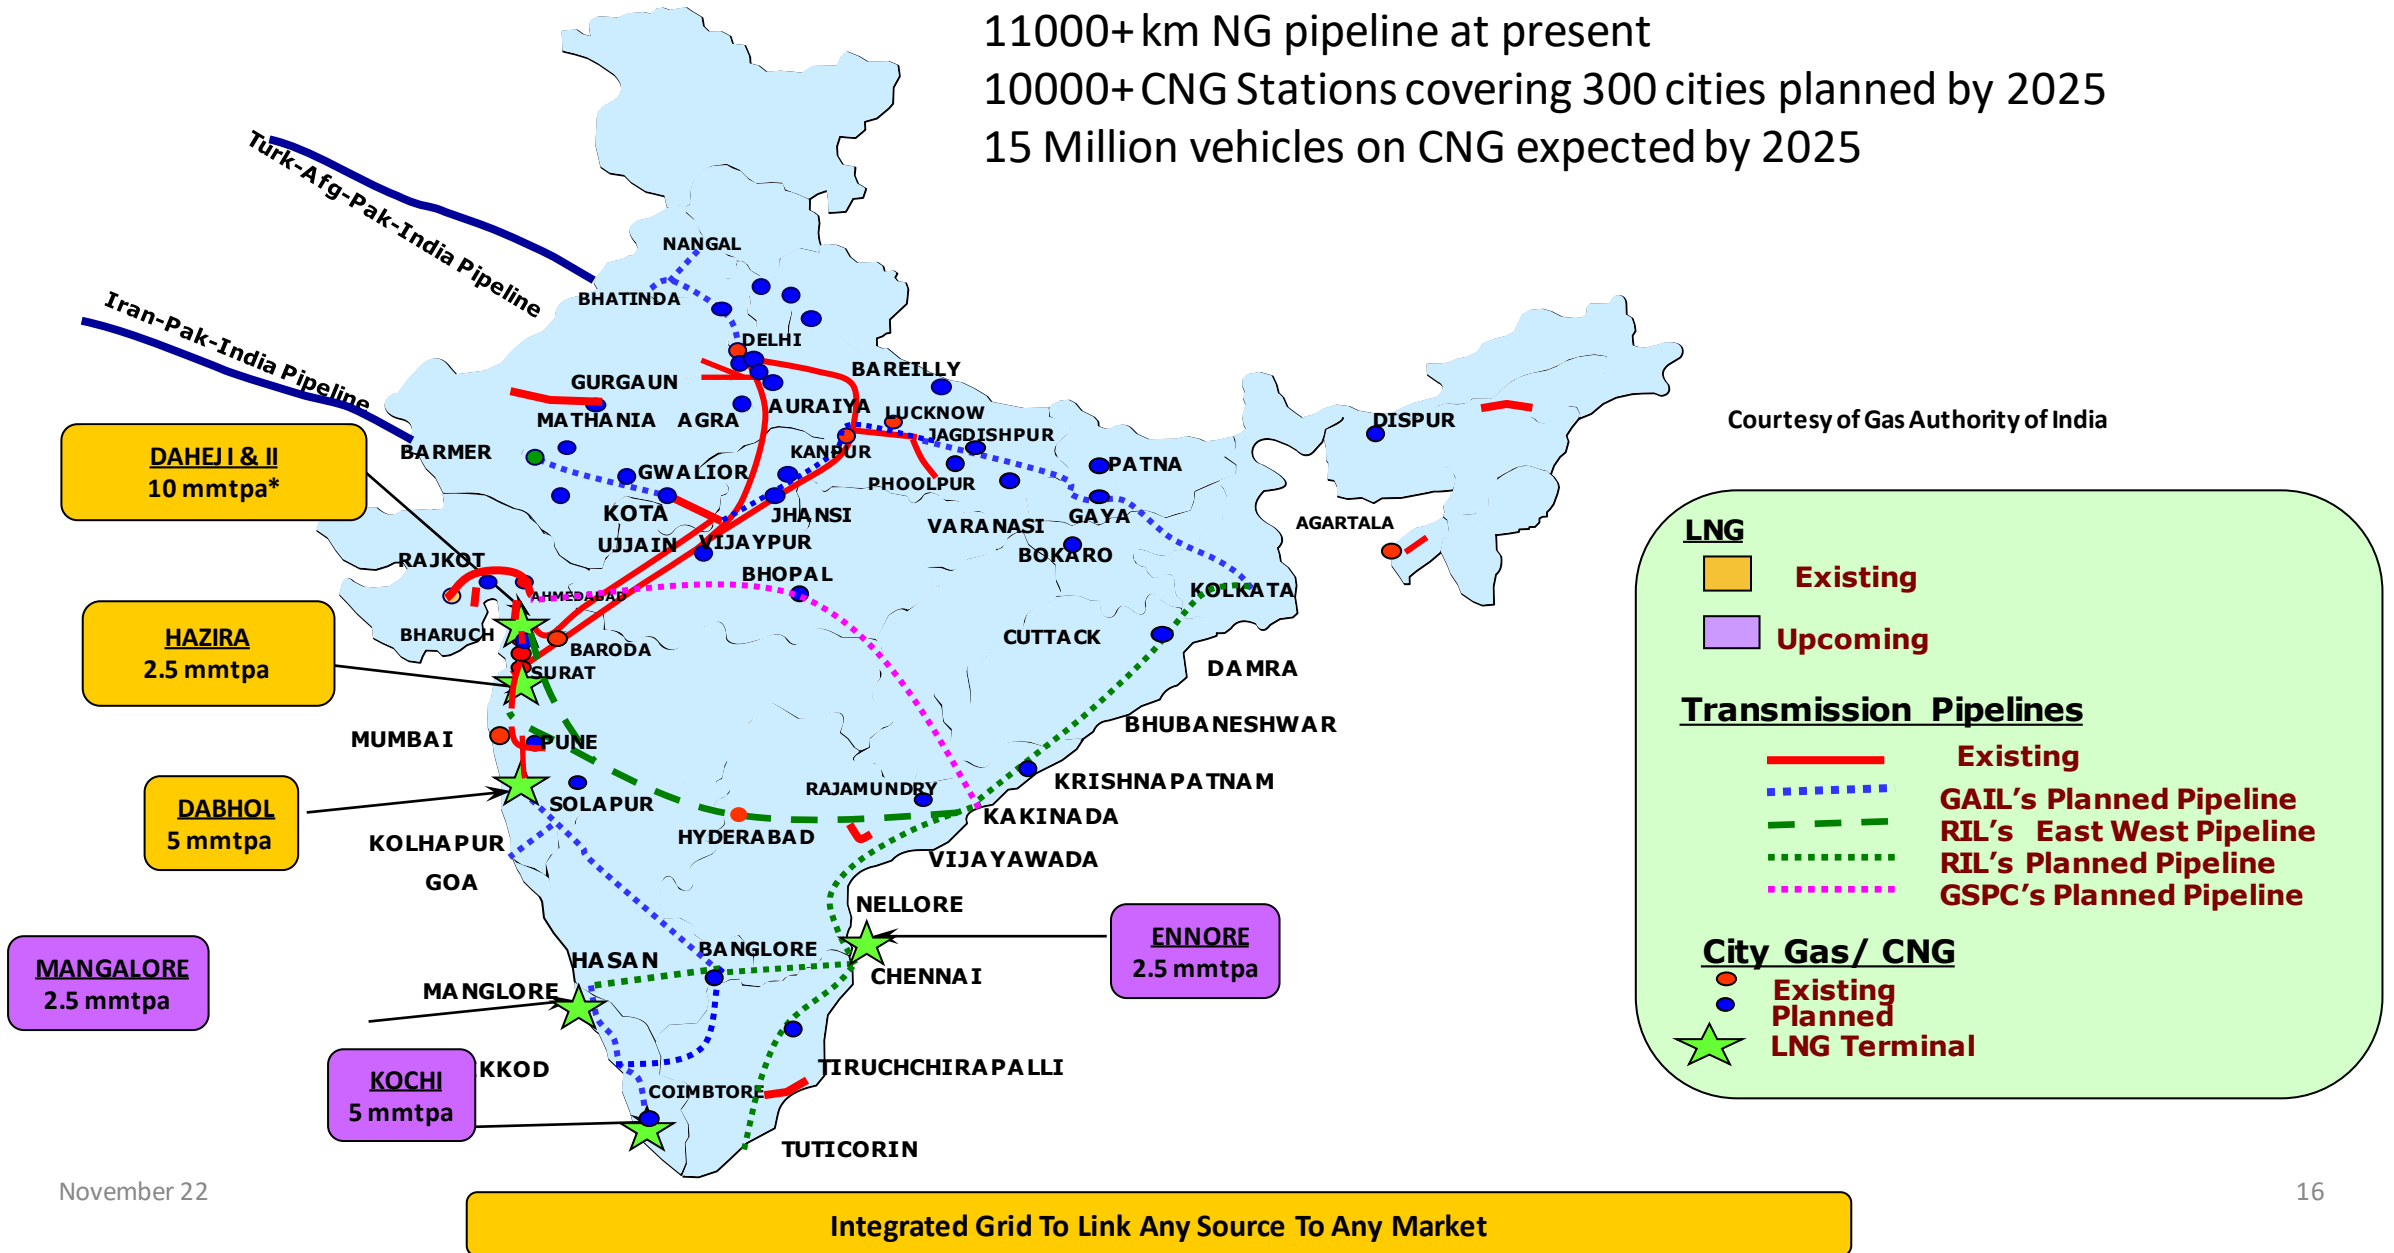 11000+ km NG pipeline at present
10000+ CNG Stations covering 300 cities planned by 2025
15 Million vehicles on CNG expected by 2025
Turk-Afg-Pak-India Pipeline
Iran-Pak-India Pipeline
NANGAL
BHATINDA
DELHI
GURGAUN
BAREILLY
MATHANIA
AGRA
AURAIYA
LUCKNOW
JAGDISHPUR
DISPUR
Courtesy of Gas Authority of India
BARMER
KANPUR
GWALIOR
PHOOLPUR
PATNA
DAHEJ I & II
10 mmtpa*
KOTA
JHANSI
VARANASI
GAYA
AGARTALA
UJJAIN
VIJAYPUR
BOKARO
RAJKOT
BHOPAL
AHMEDABAD
KOLKATA
HAZIRA
2.5 mmtpa
BHARUCH
BARODA
CUTTACK
SURAT
DAMRA
BHUBANESHWAR
MUMBAI
PUNE
KRISHNAPATNAM
RAJAMUNDRY
DABHOL
5 mmtpa
SOLAPUR
KAKINADA
KOLHAPUR
HYDERABAD
VIJAYAWADA
GOA
NELLORE
ENNORE
2.5 mmtpa
MANGALORE
2.5 mmtpa
HASAN
BANGLORE
CHENNAI
MANGLORE
KOCHI
5 mmtpa
KKOD
TIRUCHCHIRAPALLI
COIMBTORE
TUTICORIN
LNG
Existing
Upcoming
Transmission Pipelines
Existing
GAIL's Planned Pipeline
RIL's East West Pipeline
RIL's Planned Pipeline
GSPC's Planned Pipeline
City Gas/ CNG
Existing
Planned
LNG Terminal
November 22
16
Integrated Grid To Link Any Source To Any Market